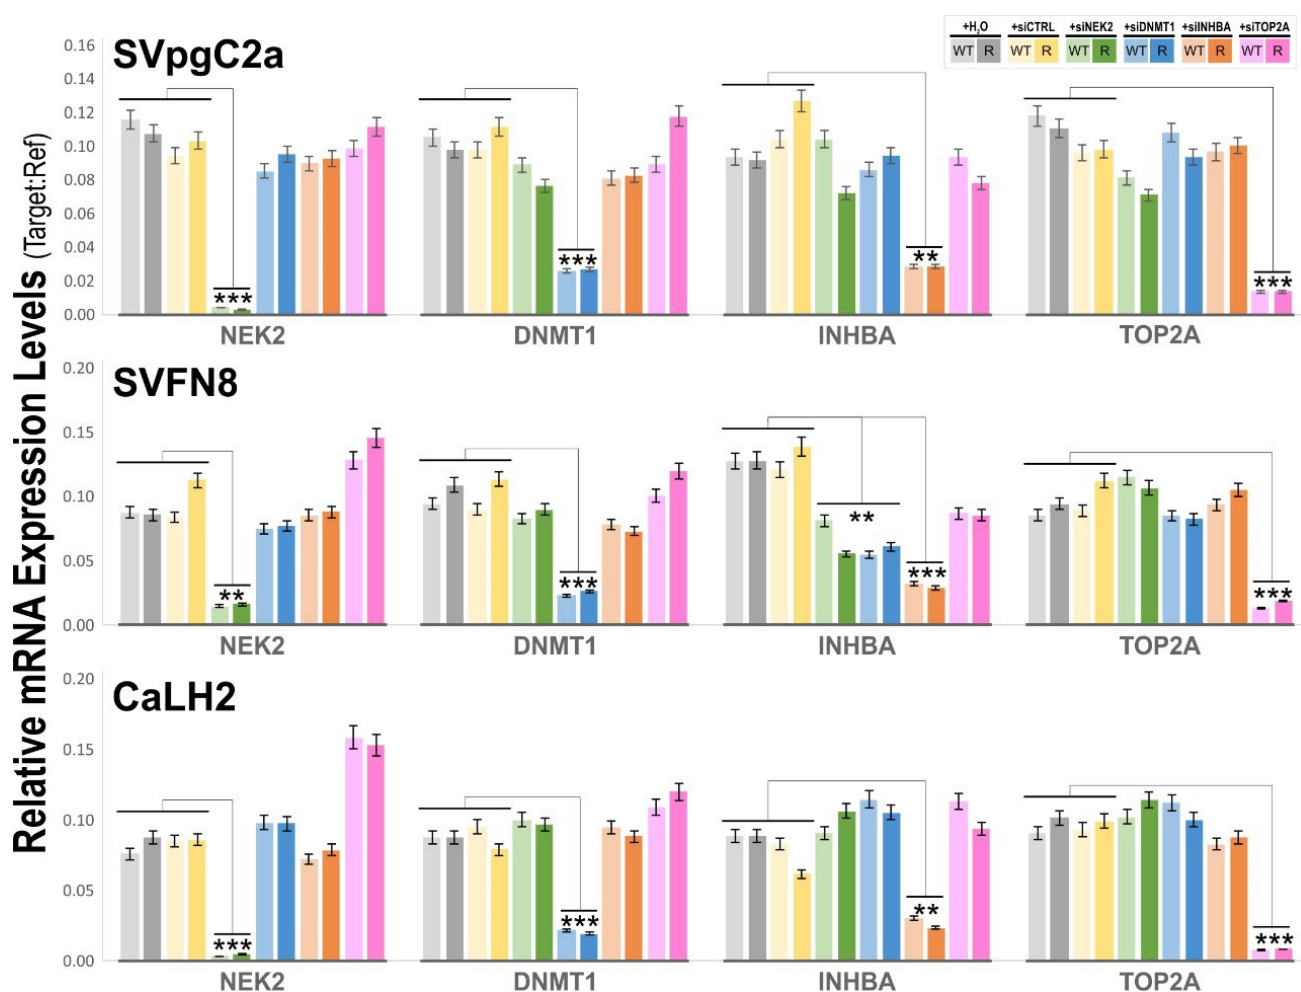 +H2O +siCTRL +siNEK2 +siDNMT1 +siINHBA +siTOP2A
WT R WT R WT R WT R WT R WT R
Relative mRNA Expression Levels (Target:Ref)
SVpgC2a
0.16
0.14
0.12
0.10
0.08
0.06
0.04
0.02
0.00
*** *** ** ***
NEK2 DNMT1 INHBA TOP2A
SVFN8
0.20
0.15
0.10
0.05
0.00
** *** ** *** ***
NEK2 DNMT1 INHBA TOP2A
CaLH2
0.20
0.15
0.10
0.05
0.00
*** *** ** ***
NEK2 DNMT1 INHBA TOP2A